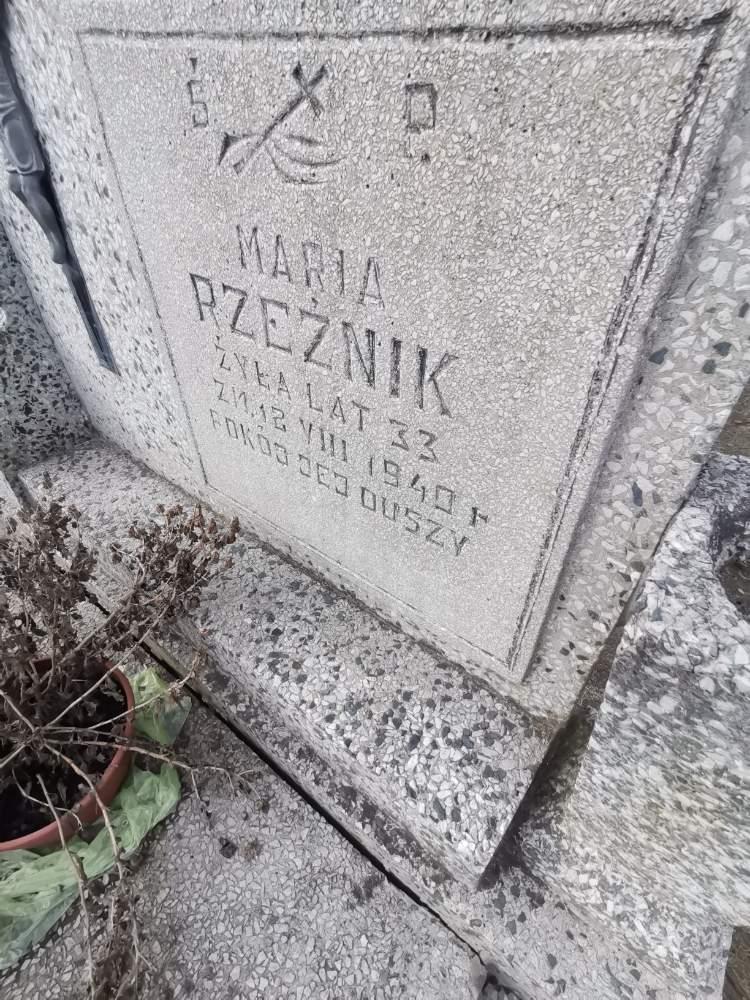 Ś P
MARIA
RZEŹNIK
ŻYŁA LAT 33
ZM. 12 VIII 1940 r
POKÓJ JEJ DUSZY